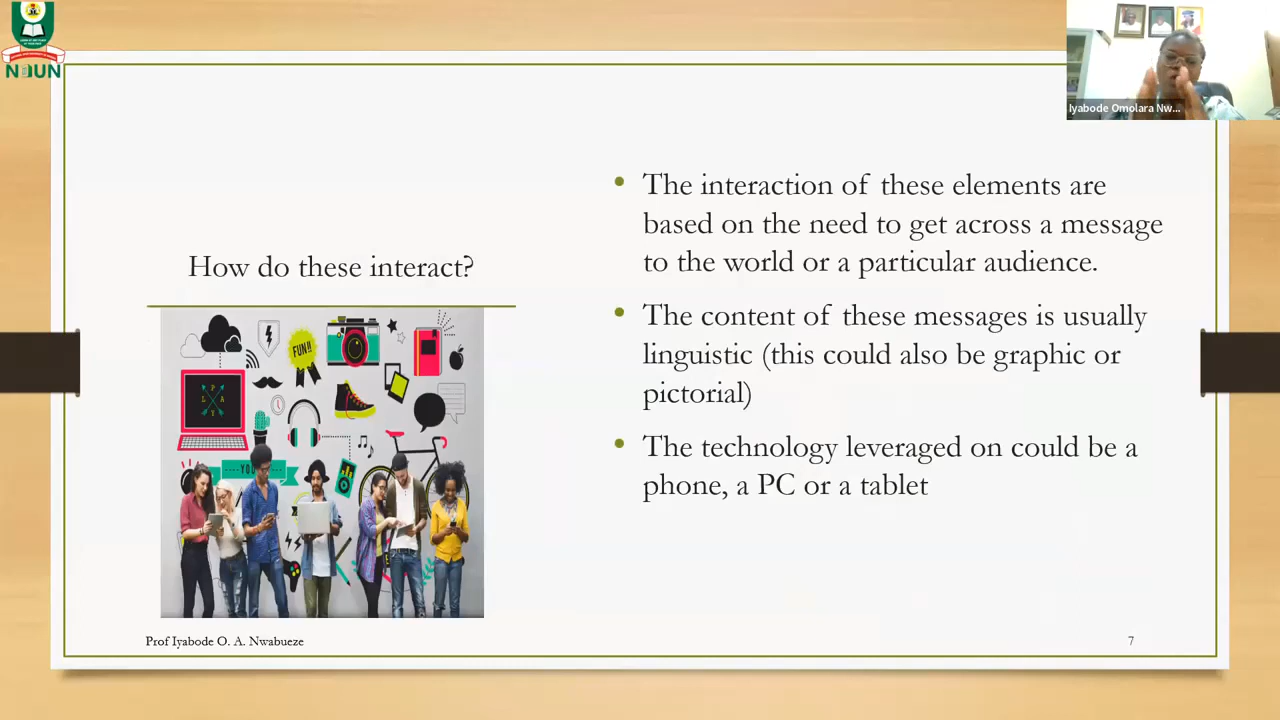 NOUN
Iyabode Omolara Nw...
How do these interact?
FUN!!
P
L A
Y
YOU
• The interaction of these elements are
based on the need to get across a message
to the world or a particular audience.
• The content of these messages is usually
linguistic (this could also be graphic or
pictorial)
• The technology leveraged on could be a
phone, a PC or a tablet
Prof Iyabode O. A. Nwabueze
7